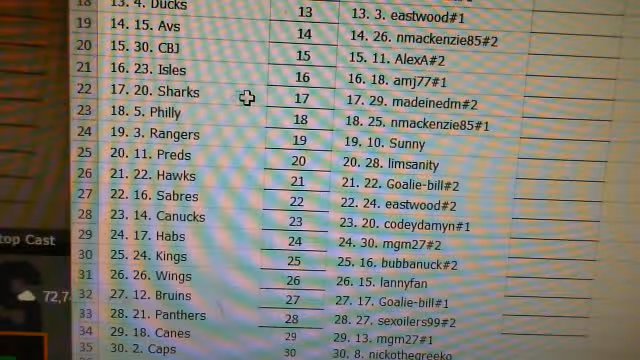 18 13. 4. Ducks 13 13. 3. eastwood#1
19 14. 15. Avs 14 14. 26. nmackenzie85#2
20 15. 30. CBJ 15 15. 11. AlexA#2
21 16. 23. Isles 16 16. 18. amj77#1
22 17. 20. Sharks 17 17. 29. madeinedm#2
23 18. 5. Philly 18 18. 25. nmackenzie85#1
24 19. 3. Rangers 19 19. 10. Sunny
25 20. 11. Preds 20 20. 28. limsanity
26 21. 22. Hawks 21 21. 22. Goalie-bill#2
27 22. 16. Sabres 22 22. 24. eastwood#2
28 23. 14. Canucks 23 23. 20. codeydamyn#1
29 24. 17. Habs 24 24. 30. mgm27#2
30 25. 24. Kings 25 25. 16. bubbanuck#2
31 26. 26. Wings 26 26. 15. lannyfan
32 27. 12. Bruins 27 27. 17. Goalie-bill#1
33 28. 21. Panthers 28 28. 27. sexoilers99#2
34 29. 18. Canes 29 29. 13. mgm27#1
35 30. 2. Caps 30 30. 8. nickothegreeko
top Cast
72,7